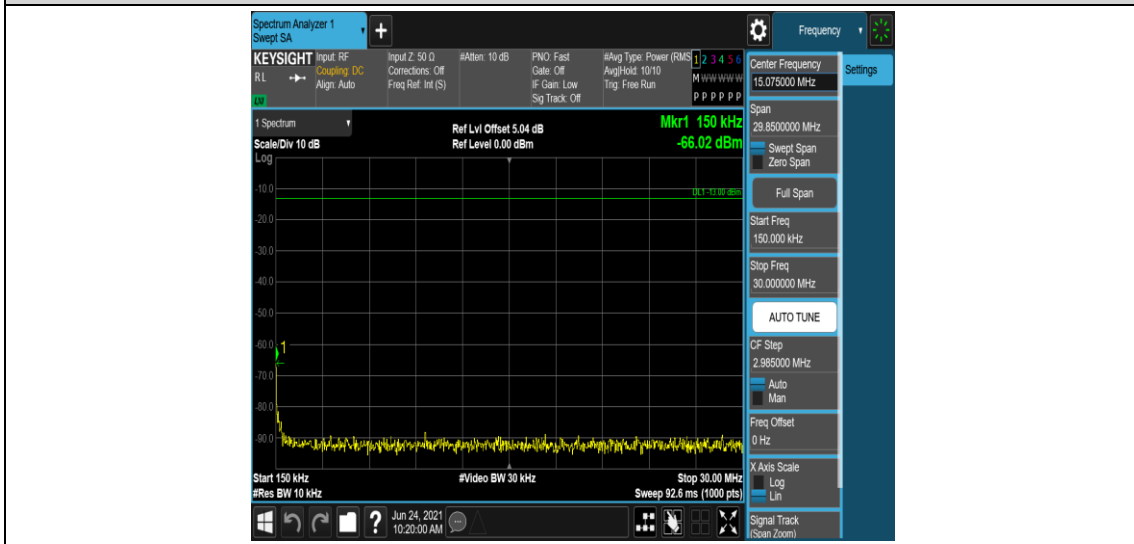 Spectrum Analyzer 1
Swept SA
+
Frequency
KEYSIGHT
RL
LXI
Input: RF
Coupling: DC
Align: Auto
Input Z: 50 Ω
Corrections: Off
Freq Ref: Int (S)
#Atten: 10 dB
PNO: Fast
Gate: Off
IF Gain: Low
Sig Track: Off
#Avg Type: Power (RMS
Avg|Hold: 10/10
Trig: Free Run
1 2 3 4 5 6
M W W W W W
P P P P P P
1 Spectrum
Scale/Div 10 dB
Ref Lvl Offset 5.04 dB
Ref Level 0.00 dBm
Mkr1 150 kHz
-66.02 dBm
Log
DL1 -13.00 dBm
-10.0
-20.0
-30.0
-40.0
-50.0
-60.0
1
-70.0
-80.0
-90.0
Start 150 kHz
#Res BW 10 kHz
#Video BW 30 kHz
Stop 30.00 MHz
Sweep 92.6 ms (1000 pts)
?
Jun 24, 2021
10:20:00 AM
Center Frequency
15.075000 MHz
Settings
Span
29.8500000 MHz
Swept Span
Zero Span
Full Span
Start Freq
150.000 kHz
Stop Freq
30.000000 MHz
AUTO TUNE
CF Step
2.985000 MHz
Auto
Man
Freq Offset
0 Hz
X Axis Scale
Log
Lin
Signal Track
(Span Zoom)